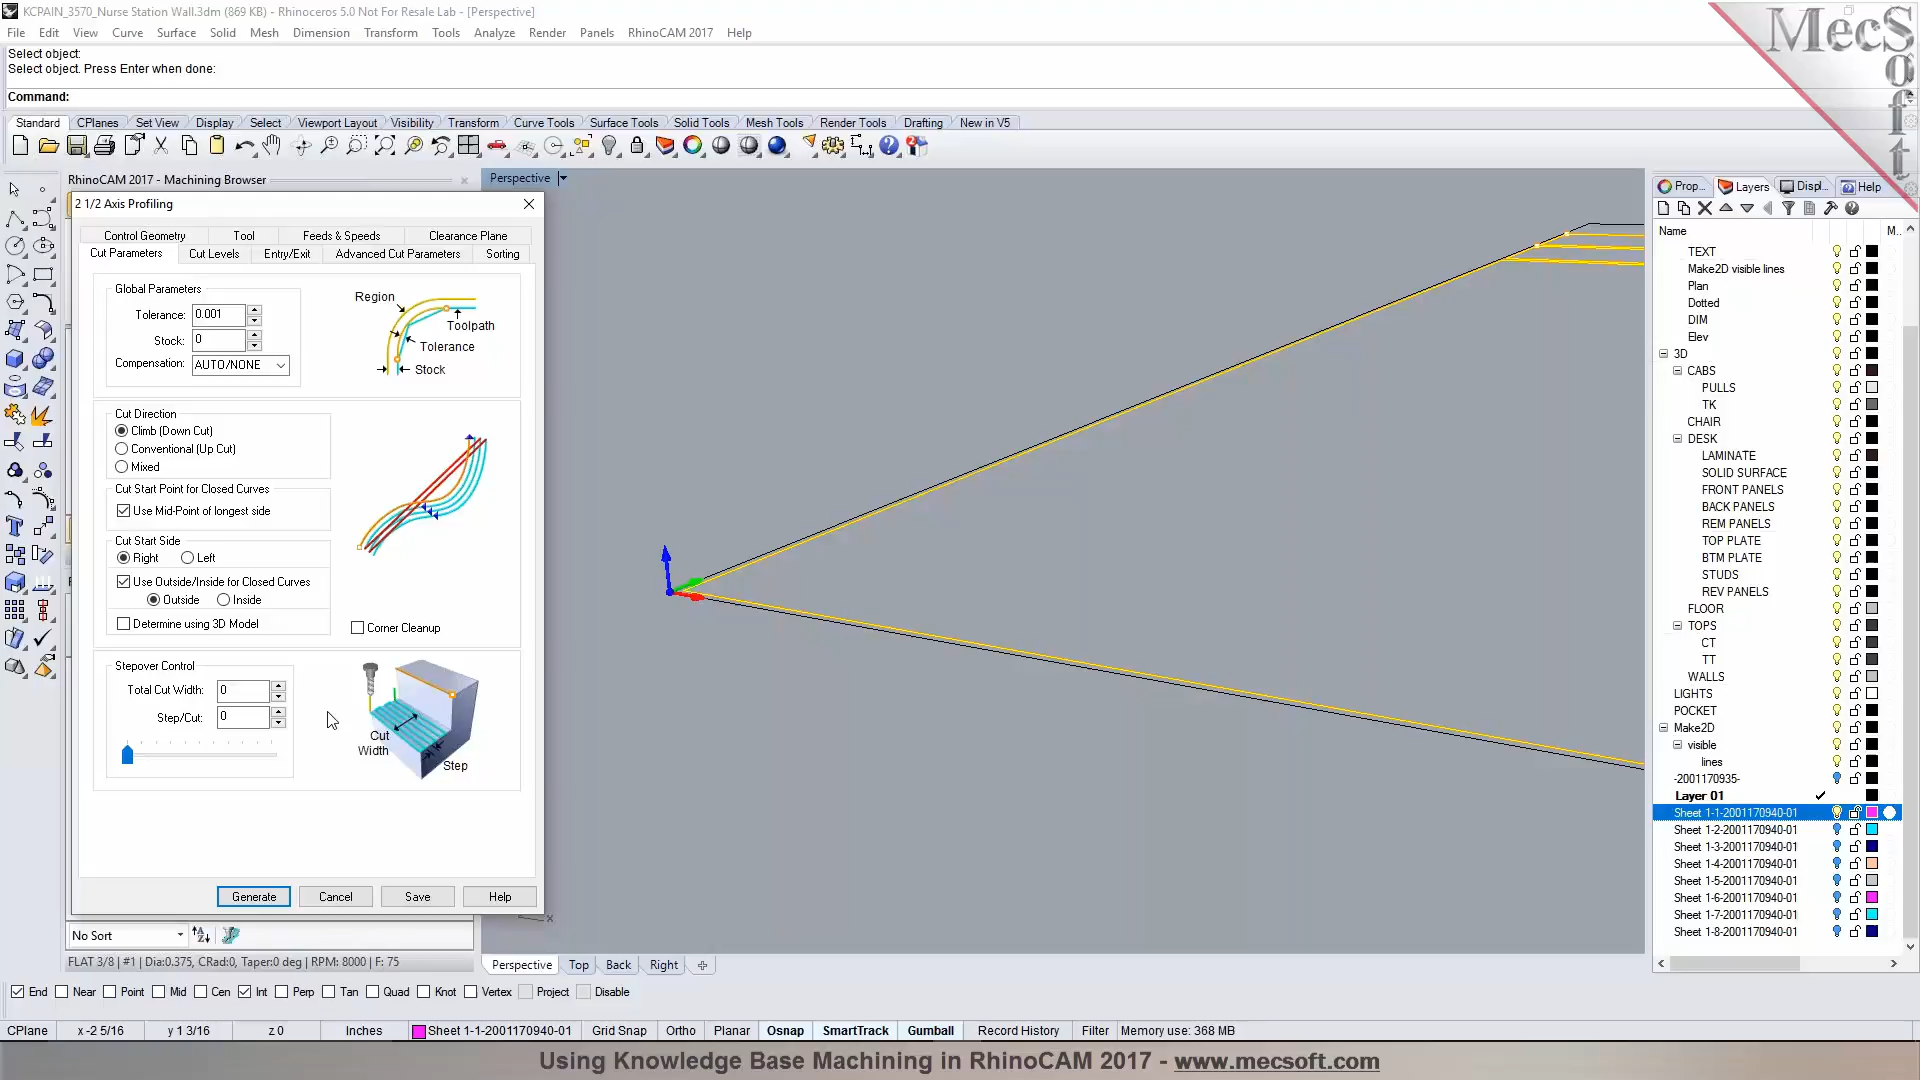 KCPAIN_3570_Nurse Station Wall.3dm (869 KB) - Rhinoceros 5.0 Not For Resale Lab - [Perspective]
File Edit View Curve Surface Solid Mesh Dimension Transform Tools Analyze Render Panels RhinoCAM 2017 Help
MecSoft
Select object:
Select object. Press Enter when done:
Command:
Standard CPlanes Set View Display Select Viewport Layout Visibility Transform Curve Tools Surface Tools Solid Tools Mesh Tools Render Tools Drafting New in V5
RhinoCAM 2017 - Machining Browser
Perspective
Prop... Layers Displ... Help
2 1/2 Axis Profiling
Control Geometry Tool Feeds & Speeds Clearance Plane
Cut Parameters Cut Levels Entry/Exit Advanced Cut Parameters Sorting
Global Parameters
Tolerance: 0.001
Stock: 0
Compensation: AUTO/NONE
Region
Toolpath
Tolerance
Stock
Cut Direction
Climb (Down Cut)
Conventional (Up Cut)
Mixed
Cut Start Point for Closed Curves
Use Mid-Point of longest side
Cut Start Side
Right Left
Use Outside/Inside for Closed Curves
Outside Inside
Determine using 3D Model
Corner Cleanup
Stepover Control
Total Cut Width: 0
Step/Cut: 0
Cut
Width
Step
Generate Cancel Save Help
x
No Sort
FLAT 3/8 | #1 | Dia:0.375, CRad:0, Taper:0 deg | RPM: 8000 | F: 75
Name M..
TEXT
Make2D visible lines
Plan
Dotted
DIM
Elev
3D
CABS
PULLS
TK
CHAIR
DESK
LAMINATE
SOLID SURFACE
FRONT PANELS
BACK PANELS
REM PANELS
TOP PLATE
BTM PLATE
STUDS
REV PANELS
FLOOR
TOPS
CT
TT
WALLS
LIGHTS
POCKET
Make2D
visible
lines
-2001170935-
Layer 01
Sheet 1-1-2001170940-01
Sheet 1-2-2001170940-01
Sheet 1-3-2001170940-01
Sheet 1-4-2001170940-01
Sheet 1-5-2001170940-01
Sheet 1-6-2001170940-01
Sheet 1-7-2001170940-01
Sheet 1-8-2001170940-01
Perspective Top Back Right
End Near Point Mid Cen Int Perp Tan Quad Knot Vertex Project Disable
CPlane x -2 5/16 y 1 3/16 z 0 Inches Sheet 1-1-2001170940-01 Grid Snap Ortho Planar Osnap SmartTrack Gumball Record History Filter Memory use: 368 MB
Using Knowledge Base Machining in RhinoCAM 2017 - www.mecsoft.com